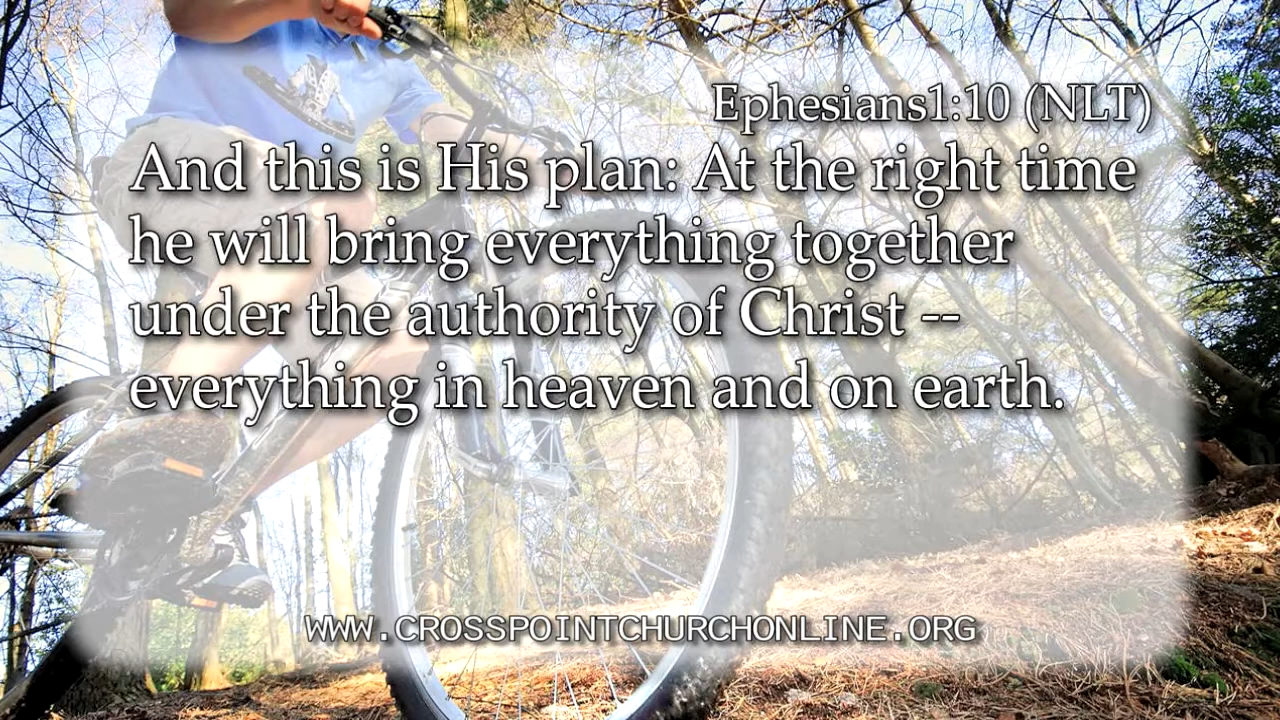 Ephesians1:10 (NLT)
And this is His plan: At the right time
he will bring everything together
under the authority of Christ --
everything in heaven and on earth.
WWW.CROSSPOINTCHURCHONLINE.ORG